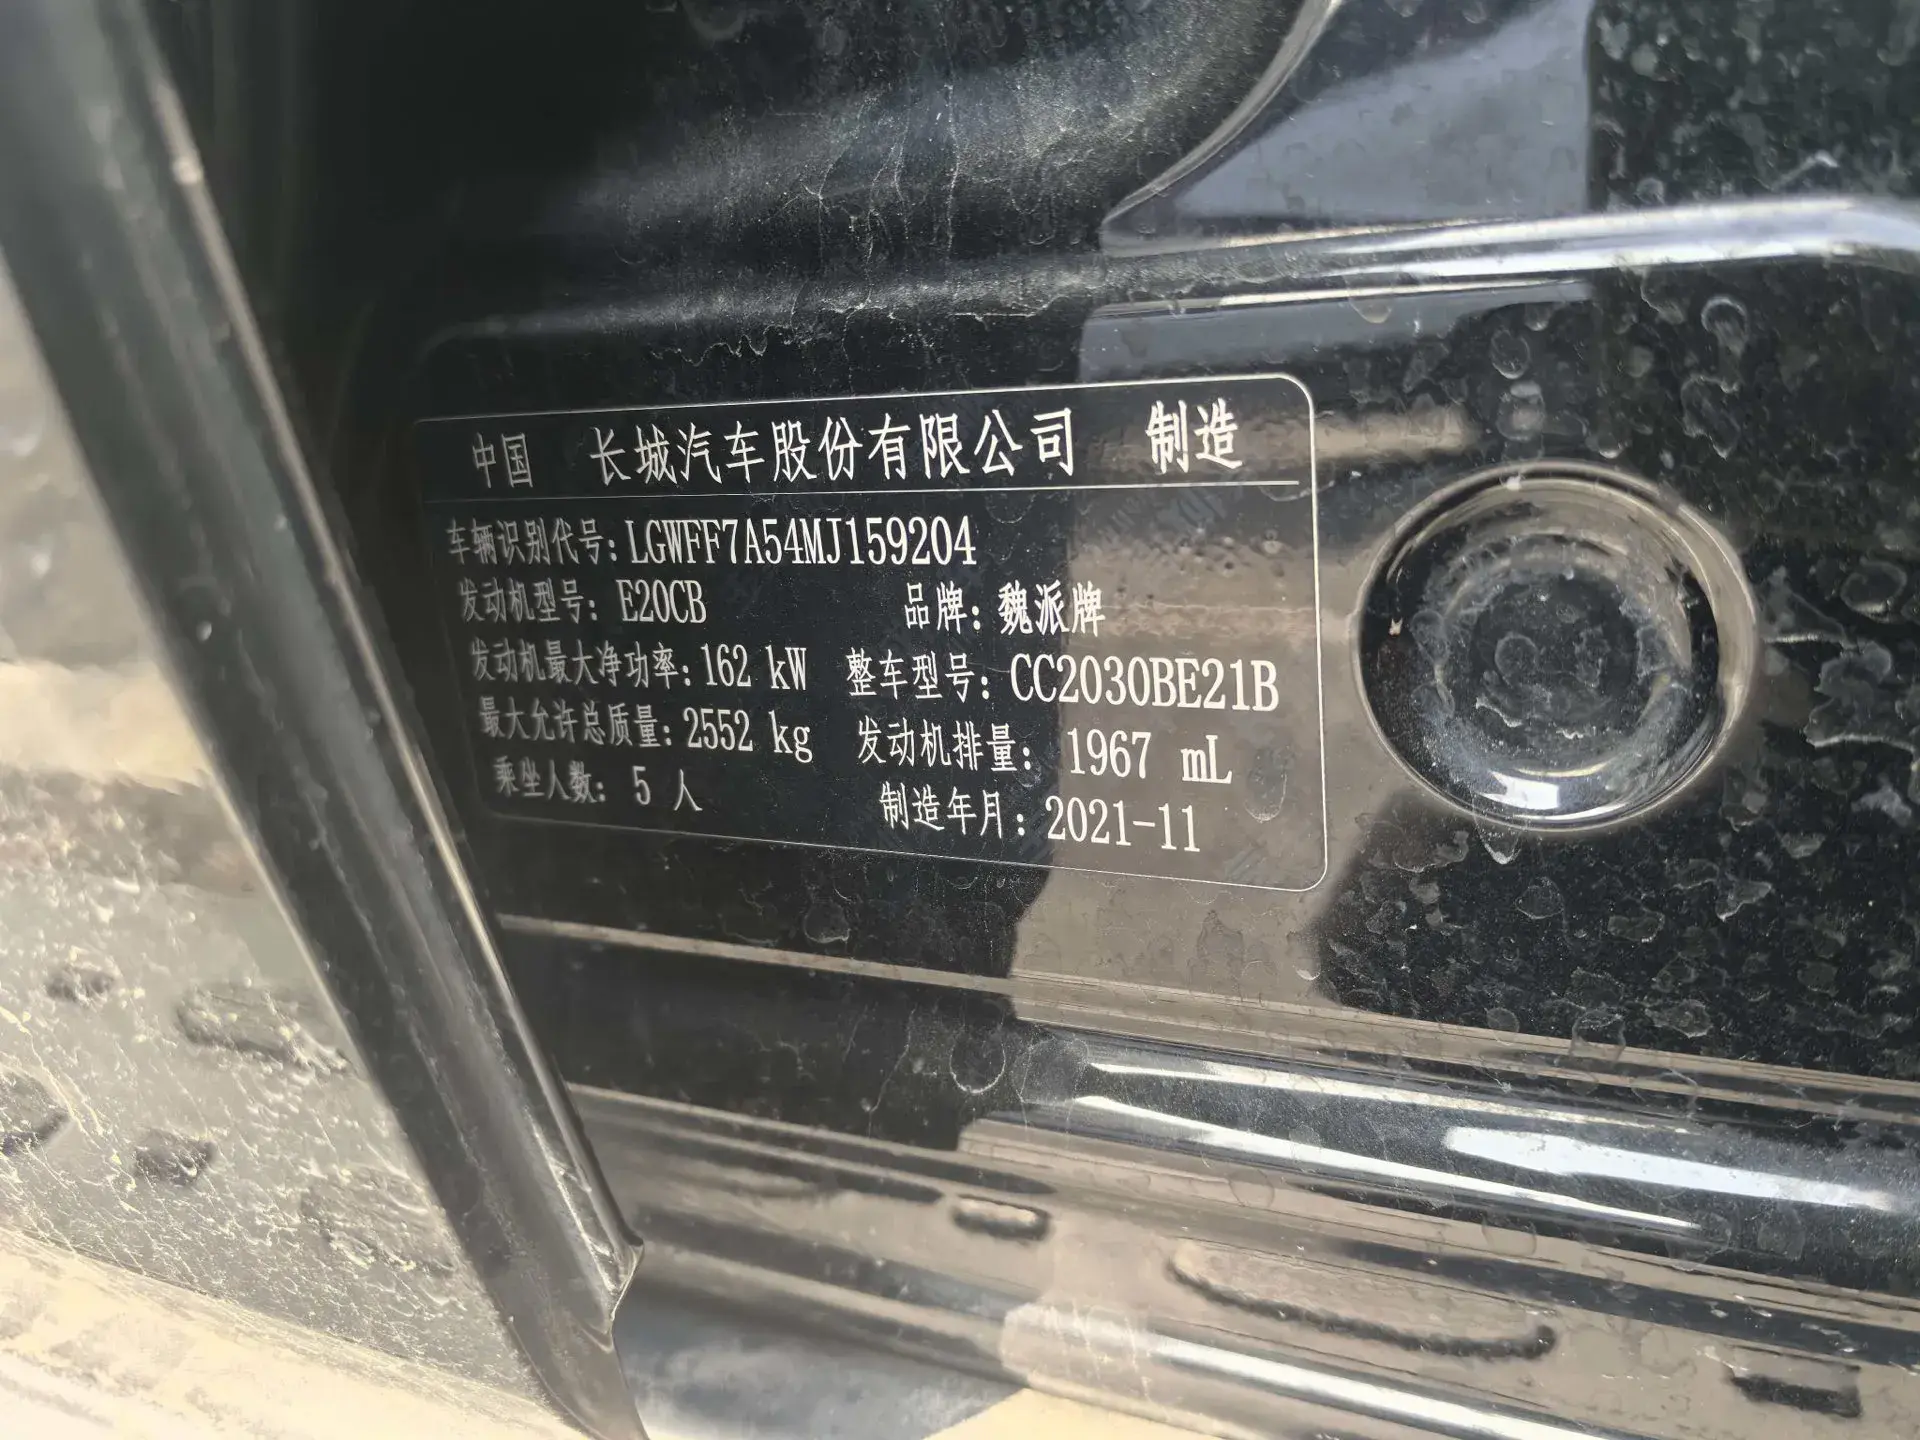 中国 长城汽车股份有限公司 制造
车辆识别代号: LGWFF7A54MJ159204
发动机型号: E20CB 品牌: 魏派牌
发动机最大净功率: 162 kW 整车型号: CC2030BE21B
最大允许总质量: 2552 kg 发动机排量: 1967 mL
乘坐人数: 5 人 制造年月: 2021-11